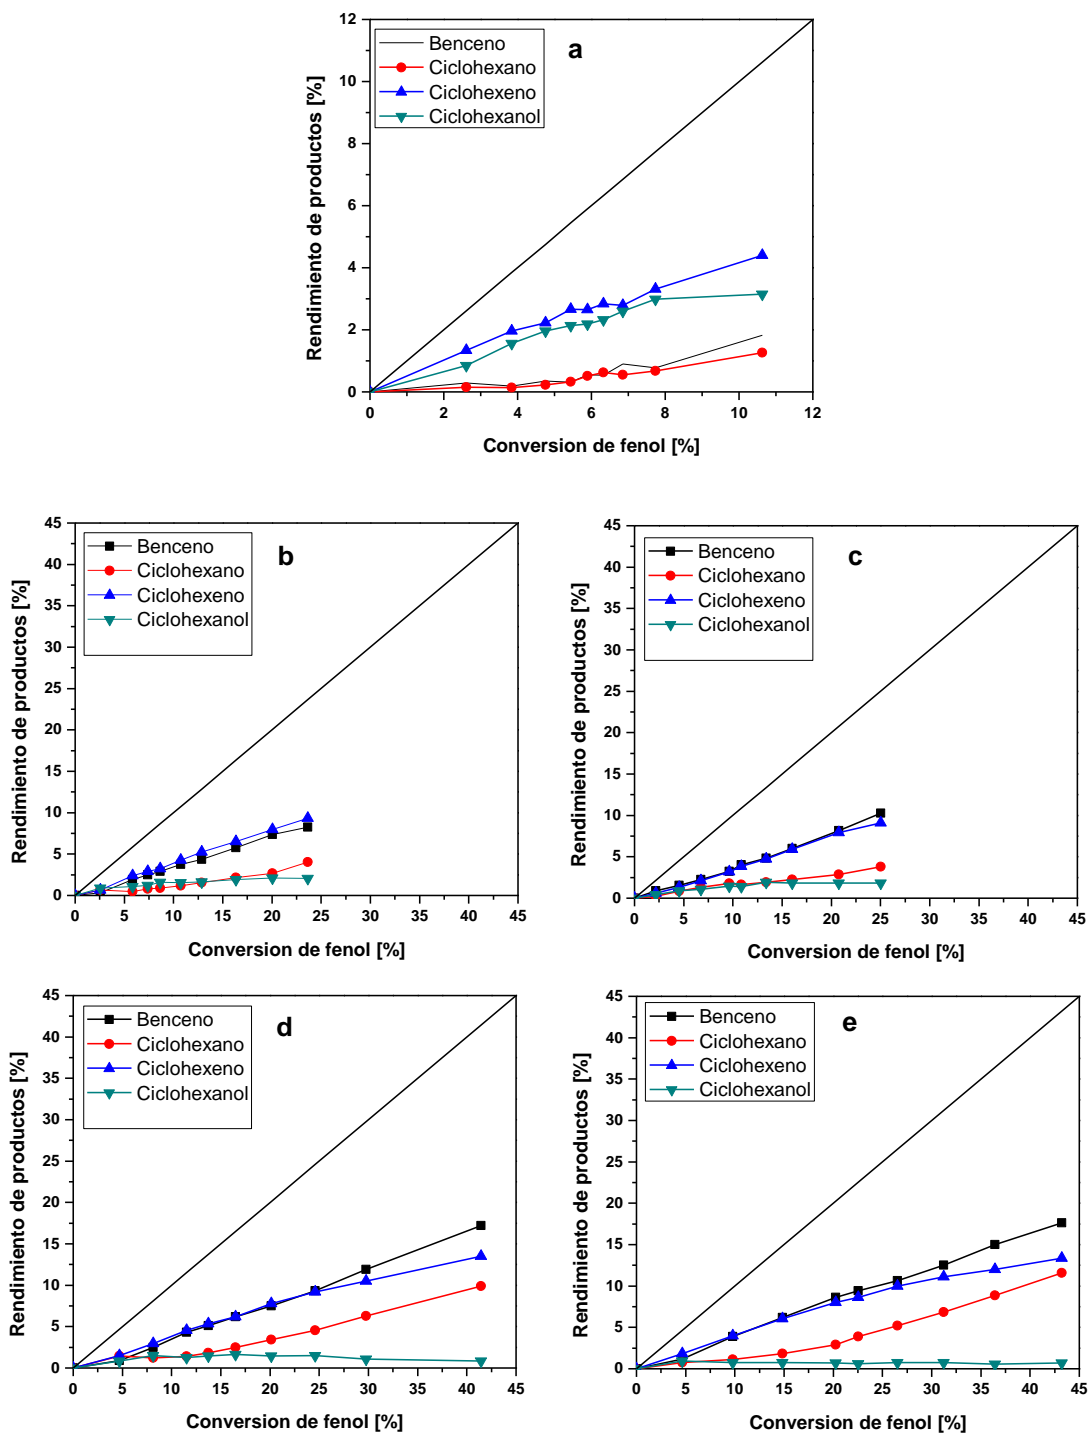 a
Benceno
Ciclohexano
Ciclohexeno
Ciclohexanol
Rendimiento de productos [%]
12
10
8
6
4
2
0
0 2 4 6 8 10 12
Conversion de fenol [%]
b
Benceno
Ciclohexano
Ciclohexeno
Ciclohexanol
Rendimiento de productos [%]
45
40
35
30
25
20
15
10
5
0
0 5 10 15 20 25 30 35 40 45
Conversion de fenol [%]
c
Benceno
Ciclohexano
Ciclohexeno
Ciclohexanol
Rendimiento de productos [%]
45
40
35
30
25
20
15
10
5
0
0 5 10 15 20 25 30 35 40 45
Conversion de fenol [%]
d
Benceno
Ciclohexano
Ciclohexeno
Ciclohexanol
Rendimiento de productos [%]
45
40
35
30
25
20
15
10
5
0
0 5 10 15 20 25 30 35 40 45
Conversion de fenol [%]
e
Benceno
Ciclohexano
Ciclohexeno
Ciclohexanol
Rendimiento de productos [%]
45
40
35
30
25
20
15
10
5
0
0 5 10 15 20 25 30 35 40 45
Conversion de fenol [%]